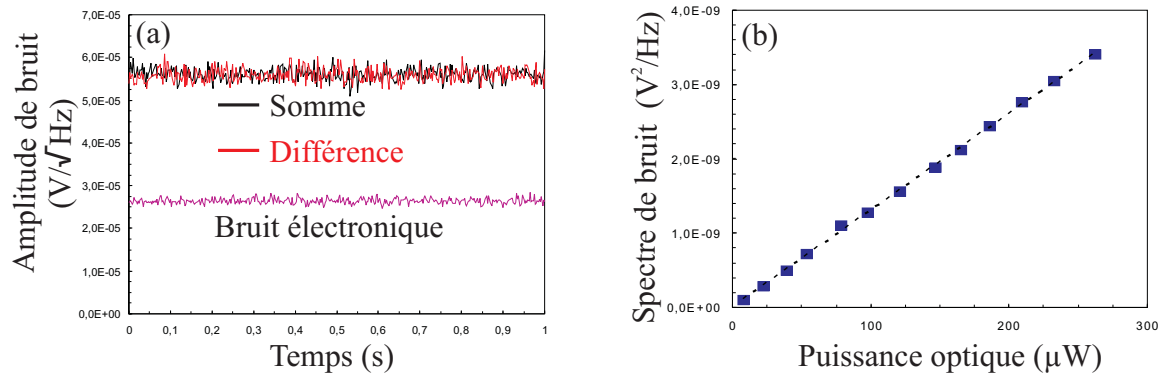 (a)
Amplitude de bruit
(V/√Hz)
7,0E-05
6,0E-05
5,0E-05
4,0E-05
3,0E-05
2,0E-05
1,0E-05
0,0E+00
Somme
Différence
Bruit électronique
0 0,1 0,2 0,3 0,4 0,5 0,6 0,7 0,8 0,9 1
Temps (s)
(b)
Spectre de bruit (V²/Hz)
4,0E-09
3,0E-09
2,0E-09
1,0E-09
0,0E+00
0 100 200 300
Puissance optique (µW)